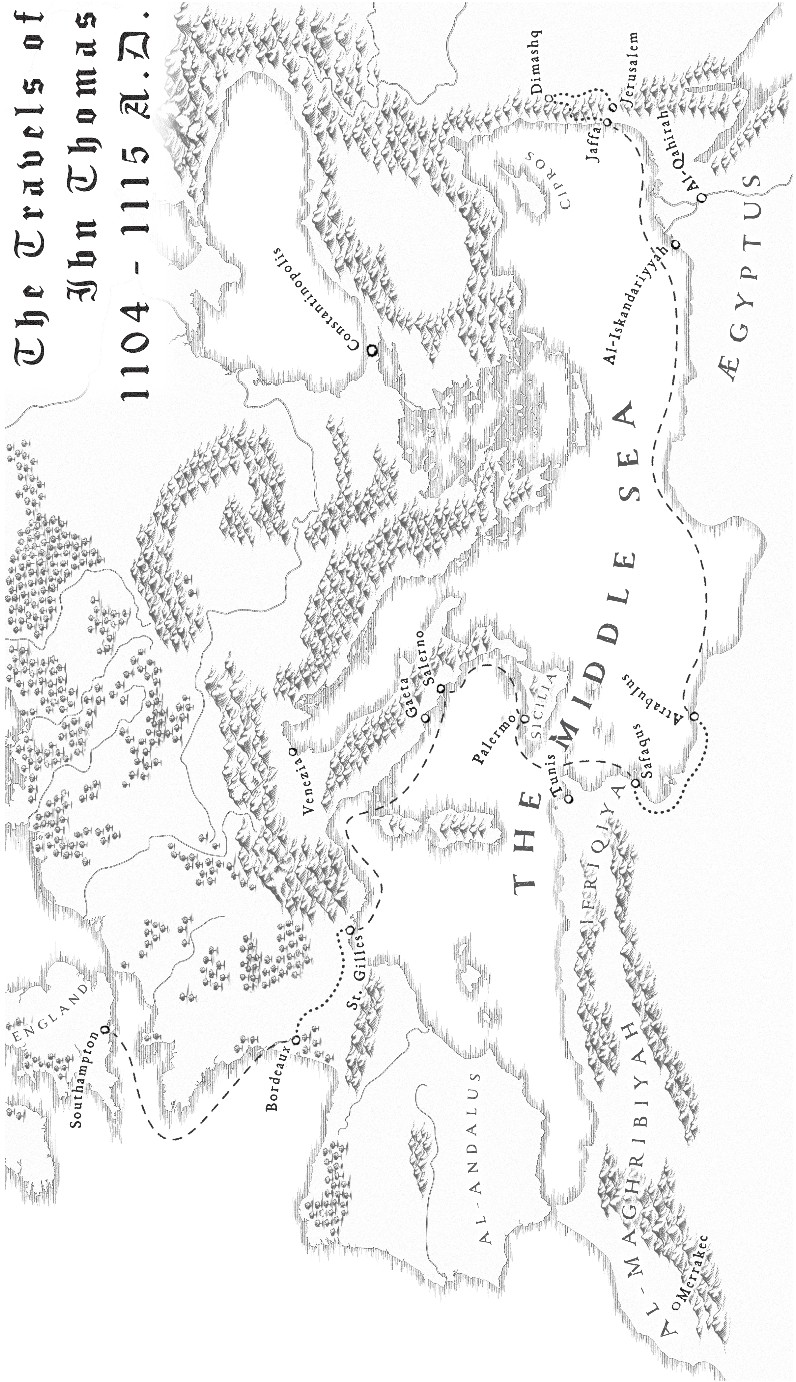 The Travels of
Ibn Thomas
1104 - 1115 A.D.
ENGLAND
Southampton
Bordeaux
St. Gilles
Venezia
Gaeta
Salerno
Palermo
SICILIA
Constantinopolis
CIPROS
Dimashq
Jerusalem
Jaffa
Al-Qahirah
Al-Iskandariyyah
ÆGYPTUS
THE MIDDLE SEA
Atrabulus
Safaqus
Tunis
IFRIQIYA
AL-ANDALUS
AL-MAGHRIBIYAH
Merrakec